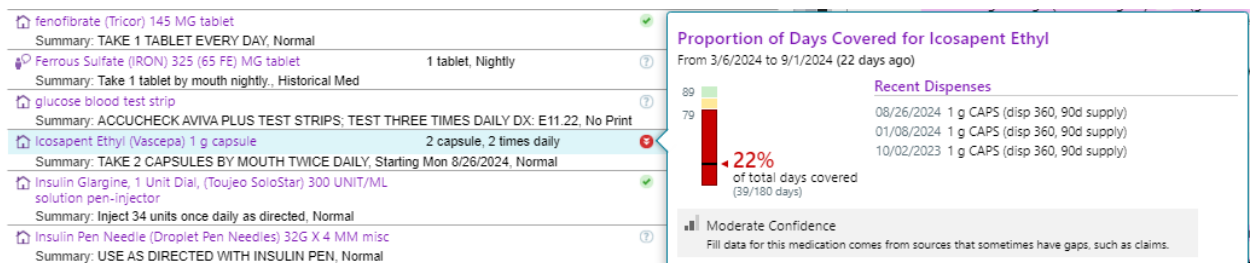 fenofibrate (Tricor) 145 MG tablet
Summary: TAKE 1 TABLET EVERY DAY, Normal
Ferrous Sulfate (IRON) 325 (65 FE) MG tablet 1 tablet, Nightly
Summary: Take 1 tablet by mouth nightly., Historical Med
glucose blood test strip
Summary: ACCUCHECK AVIVA PLUS TEST STRIPS; TEST THREE TIMES DAILY DX: E11.22, No Print
Icosapent Ethyl (Vascepa) 1 g capsule 2 capsule, 2 times daily
Summary: TAKE 2 CAPSULES BY MOUTH TWICE DAILY, Starting Mon 8/26/2024, Normal
Insulin Glargine, 1 Unit Dial, (Toujeo SoloStar) 300 UNIT/ML
solution pen-injector
Summary: Inject 34 units once daily as directed, Normal
Insulin Pen Needle (Droplet Pen Needles) 32G X 4 MM misc
Summary: USE AS DIRECTED WITH INSULIN PEN, Normal
Proportion of Days Covered for Icosapent Ethyl
From 3/6/2024 to 9/1/2024 (22 days ago)
89
79
22%
of total days covered
(39/180 days)
Recent Dispenses
08/26/2024 1 g CAPS (disp 360, 90d supply)
01/08/2024 1 g CAPS (disp 360, 90d supply)
10/02/2023 1 g CAPS (disp 360, 90d supply)
Moderate Confidence
Fill data for this medication comes from sources that sometimes have gaps, such as claims.